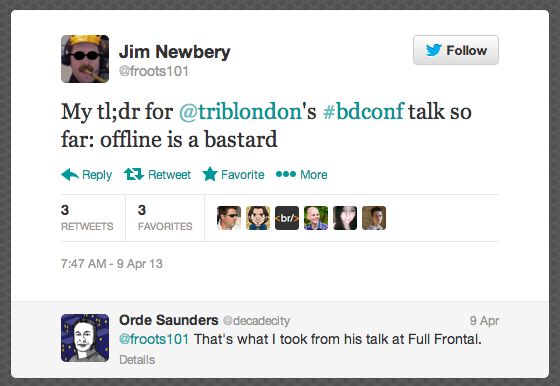 Jim Newbery
@froots101
Follow
My tl;dr for @triblondon's #bdconf talk so
far: offline is a bastard
Reply Retweet Favorite More
3 3
RETWEETS FAVORITES
<br/>
7:47 AM - 9 Apr 13
Orde Saunders @decadecity 9 Apr
@froots101 That's what I took from his talk at Full Frontal.
Details